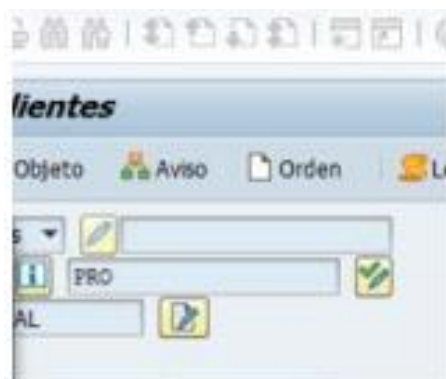 lientes
Objeto Aviso Orden L
s
PRO
AL